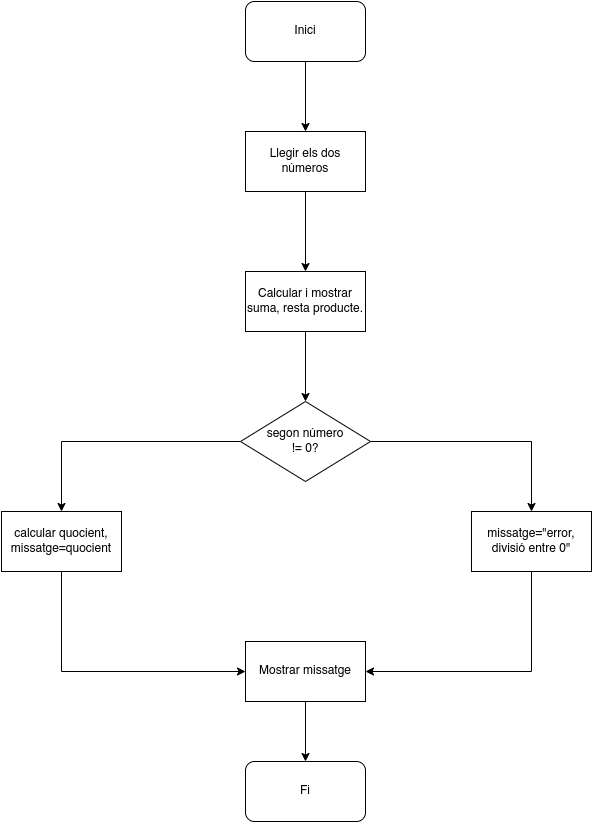 Inici
Llegir els dos
números
Calcular i mostrar
suma, resta producte.
segon número
!= 0?
calcular quocient,
missatge=quocient
missatge="error,
divisió entre 0"
Mostrar missatge
Fi